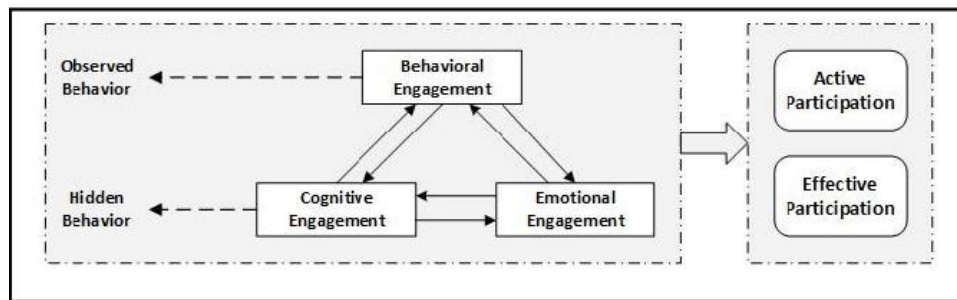 Observed
Behavior
Behavioral
Engagement
Active
Participation
Hidden
Behavior
Cognitive
Engagement
Emotional
Engagement
Effective
Participation